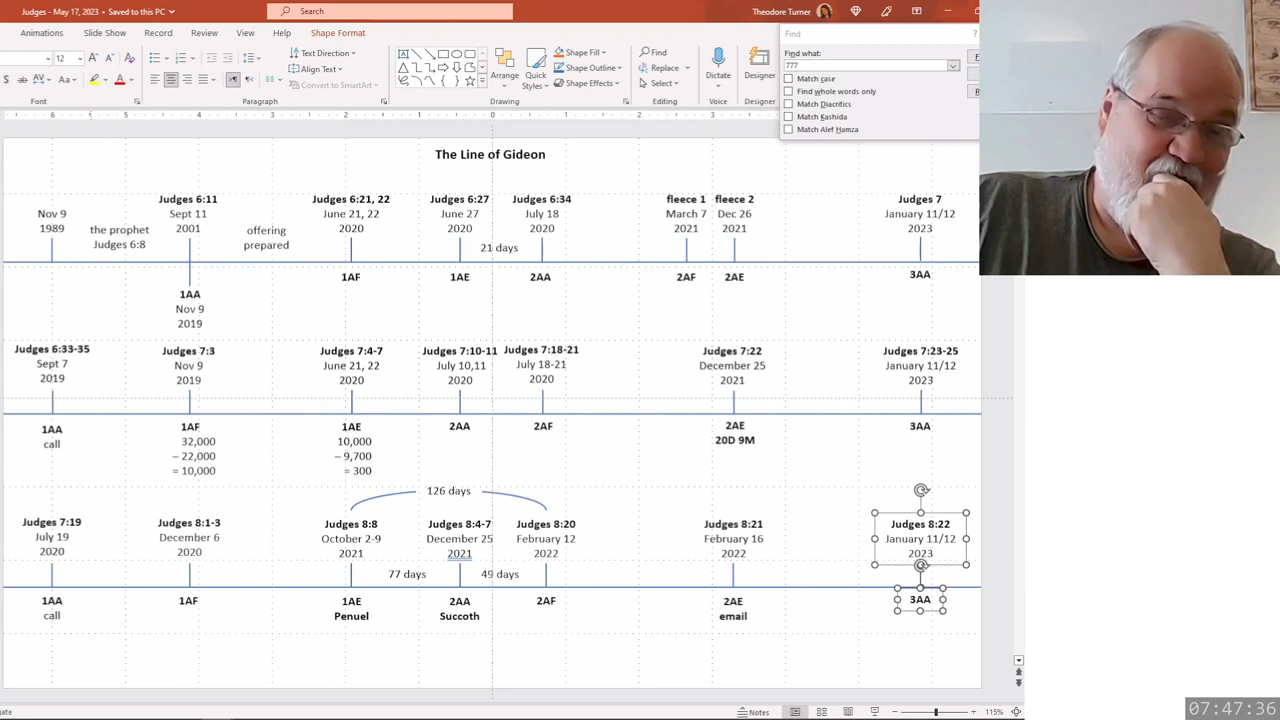 Judges - May 17, 2023 • Saved to this PC
Search
Theodore Turner
Animations Slide Show Record Review View Help Shape Format
12
Text Direction
Align Text
Convert to SmartArt
Arrange
Quick
Styles
Shape Fill
Shape Outline
Shape Effects
Find
Replace
Select
Dictate
Designer
Font
Paragraph
Drawing
Editing
Voice
Designer
Find
?
Find what:
777
Match case
Find whole words only
Match Diacritics
Match Kashida
Match Alef Hamza
6 5 4 3 2 1 0 1 2 3
The Line of Gideon
Nov 9
1989
the prophet
Judges 6:8
Judges 6:11
Sept 11
2001
offering
prepared
Judges 6:21, 22
June 21, 22
2020
Judges 6:27
June 27
2020
21 days
Judges 6:34
July 18
2020
fleece 1
March 7
2021
fleece 2
Dec 26
2021
Judges 7
January 11/12
2023
1AA
Nov 9
2019
1AF
1AE
2AA
2AF
2AE
3AA
Judges 6:33-35
Sept 7
2019
Judges 7:3
Nov 9
2019
Judges 7:4-7
June 21, 22
2020
Judges 7:10-11
July 10,11
2020
Judges 7:18-21
July 18-21
2020
Judges 7:22
December 25
2021
Judges 7:23-25
January 11/12
2023
1AA
call
1AF
32,000
– 22,000
= 10,000
1AE
10,000
– 9,700
= 300
2AA
2AF
2AE
20D 9M
3AA
126 days
Judges 7:19
July 19
2020
Judges 8:1-3
December 6
2020
Judges 8:8
October 2-9
2021
Judges 8:4-7
December 25
2021
Judges 8:20
February 12
2022
Judges 8:21
February 16
2022
Judges 8:22
January 11/12
2023
77 days
49 days
1AA
call
1AF
1AE
Penuel
2AA
Succoth
2AF
2AE
email
3AA
Notes
115%
07:47:36